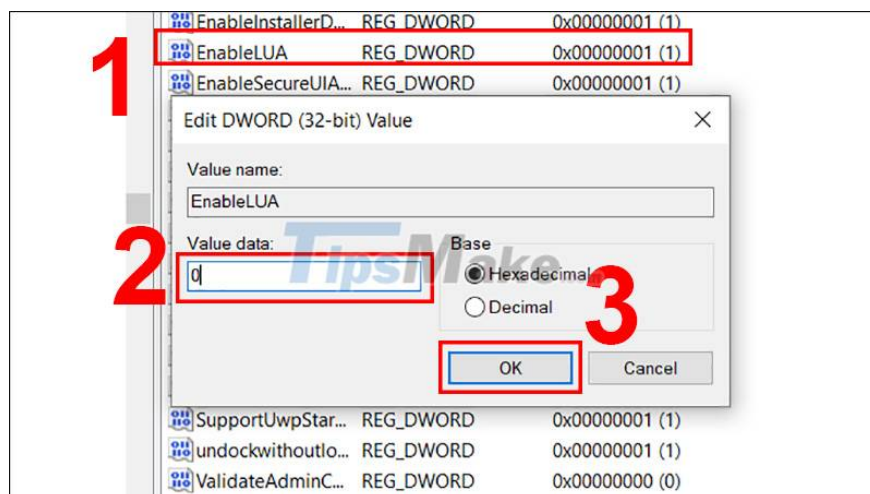 EnableInstallerD... REG_DWORD 0x00000001 (1)
1
EnableLUA REG_DWORD 0x00000001 (1)
EnableSecureUIA... REG_DWORD 0x00000001 (1)
Edit DWORD (32-bit) Value
Value name:
EnableLUA
2
Value data:
0
Base
Hexadecimal
Decimal
TipsMake.com
3
OK
Cancel
SupportUwpStar... REG_DWORD 0x00000001 (1)
undockwithoutlo... REG_DWORD 0x00000001 (1)
ValidateAdminC... REG_DWORD 0x00000000 (0)